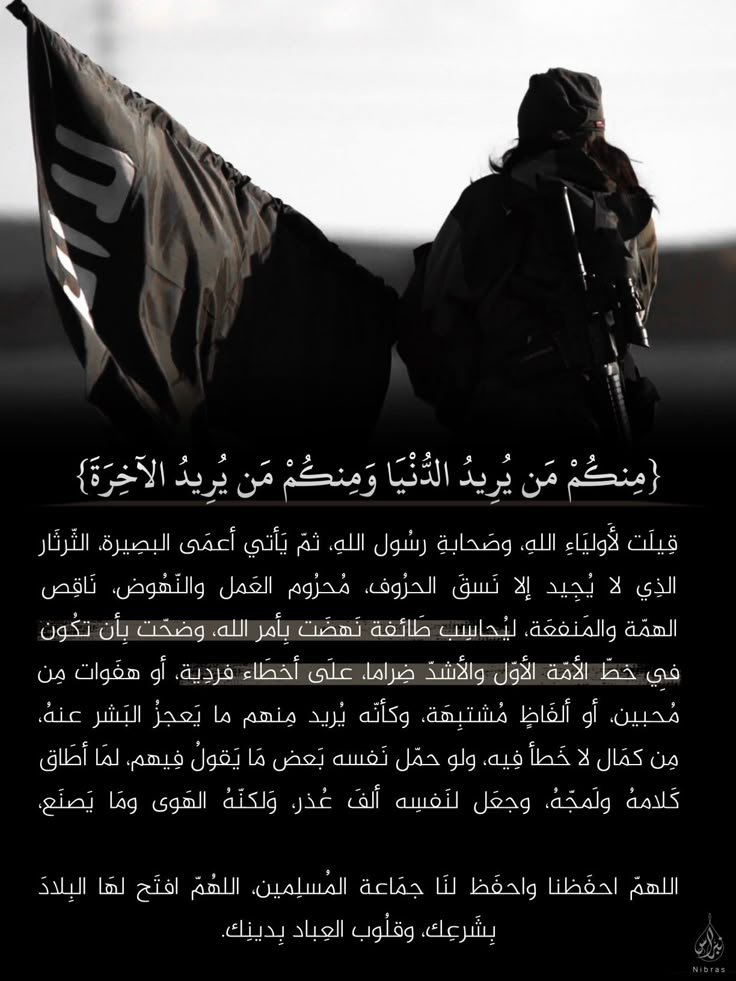 {مِنكُمْ مَن يُرِيدُ الدُّنْيَا وَمِنكُمْ مَن يُرِيدُ الآخِرَةَ}
قِيلَت لأَوليَاءِ اللهِ، وصَحابةِ رسُول اللهِ، ثمّ يَأتي أعمَى البصِيرة، الثّرثَار
الذِي لا يُجِيد إلا نَسقَ الحرُوف، مُحرُوم العَمل والنّهُوض، نَاقِص
الهمّة والمَنفعَة، ليُحاسِب طَائفة نَهضَت بِأمر الله، وضحّت بِأن تكُون
في خطّ الأمّة الأوّل والأشدّ ضِراما، علَى أخطَاء فردِية، أو هفَوات مِن
مُحبين، أو ألفَاظٍ مُشتبِهَة، وكأنّه يُريد مِنهم ما يَعجزُ البَشر عنهُ،
مِن كمَال لا خَطأ فِيه، ولو حمّل نَفسه بَعض مَا يَقولُ فِيهم، لمَا أطَاق
كَلامهُ ولَمجّهُ، وجعَل لنَفسِه ألفَ عُذر، وَلكنّهُ الهَوى ومَا يَصنَع،
اللهمّ احفَظنا واحفَظ لنَا جمَاعة المُسلِمين، اللهُمّ افتَح لهَا البِلادَ
بِشَرعِك، وقلُوب العِباد بِدينِك.
نبراس
Nibras